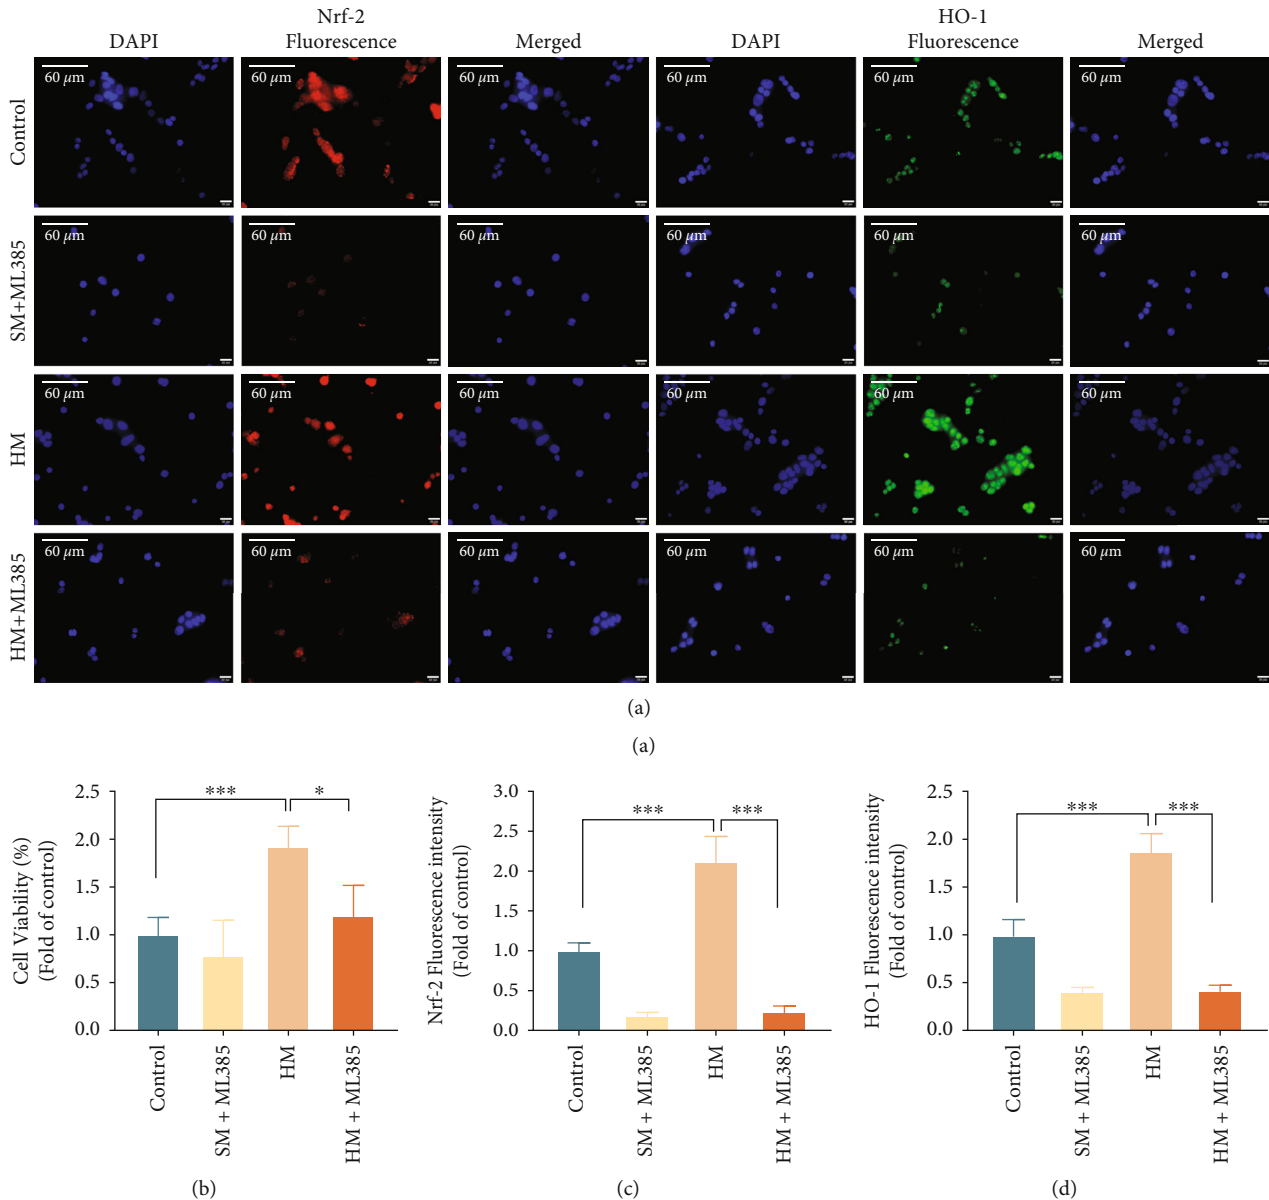 Nrf-2
HO-1
DAPI Fluorescence Merged DAPI Fluorescence Merged
Control
60 µm 60 µm 60 µm 60 µm 60 µm 60 µm
SM+ML385
60 µm 60 µm 60 µm 60 µm 60 µm 60 µm
HM
60 µm 60 µm 60 µm 60 µm 60 µm 60 µm
HM+ML385
60 µm 60 µm 60 µm 60 µm 60 µm 60 µm
(a)
(a)
Cell Viability (%)
(Fold of control)
2.5
2.0
1.5
1.0
0.5
0.0
*** *
Control
SM + ML385
HM
HM + ML385
(b)
Nrf-2 Fluorescence intensity
(Fold of control)
3.0
2.5
2.0
1.5
1.0
0.5
0.0
*** ***
Control
SM + ML385
HM
HM + ML385
(c)
HO-1 Fluorescence intensity
(Fold of control)
2.5
2.0
1.5
1.0
0.5
0.0
*** ***
Control
SM + ML385
HM
HM + ML385
(d)